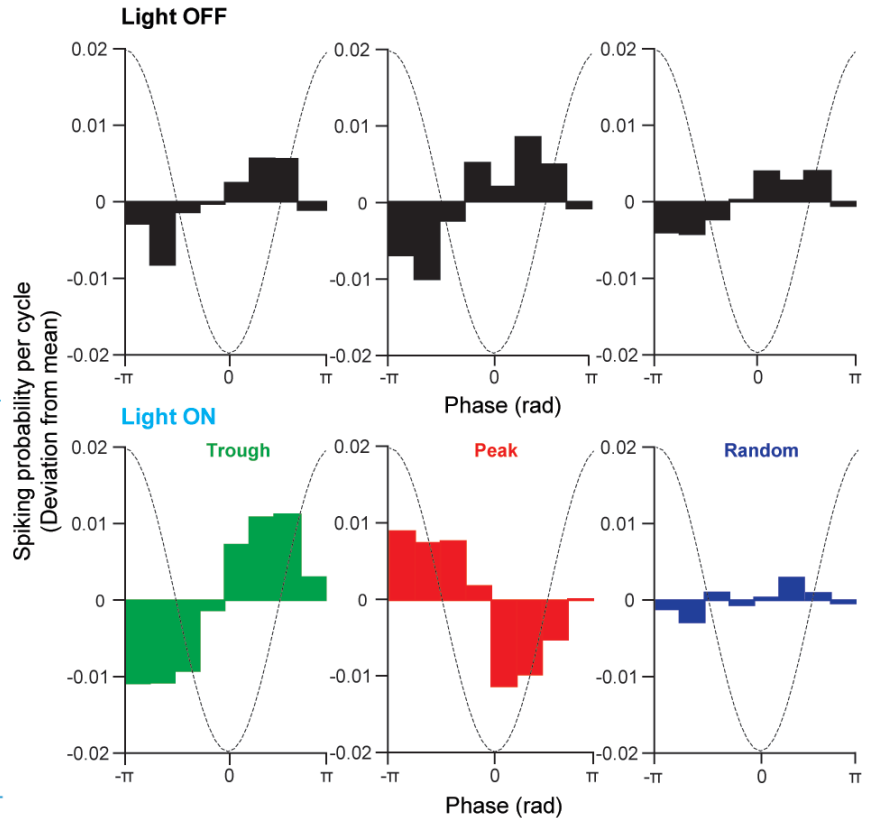 Light OFF
0.02
0.01
0
-0.01
-0.02
-π
0
π
0.02
0.01
0
-0.01
-0.02
-π
0
π
0.02
0.01
0
-0.01
-0.02
-π
0
π
Phase (rad)
Spiking probability per cycle
(Deviation from mean)
Light ON
Trough
0.02
0.01
0
-0.01
-0.02
-π
0
π
Peak
0.02
0.01
0
-0.01
-0.02
-π
0
π
Random
0.02
0.01
0
-0.01
-0.02
-π
0
π
Phase (rad)